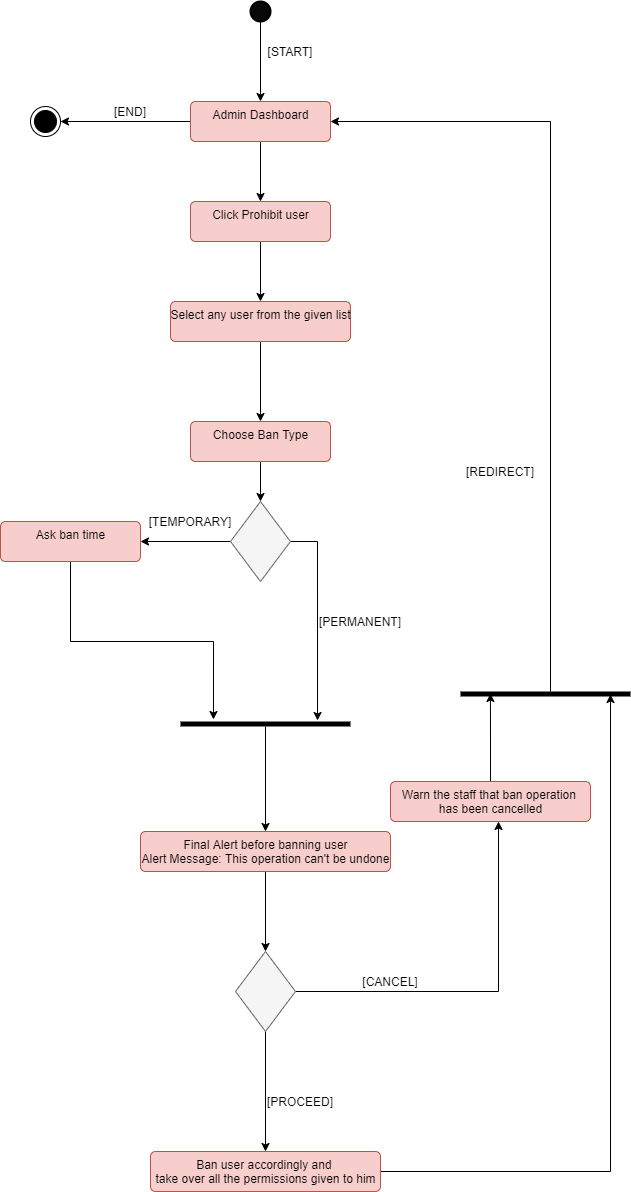 [START]
[END]
Admin Dashboard
Click Prohibit user
Select any user from the given list
Choose Ban Type
[REDIRECT]
[TEMPORARY]
Ask ban time
[PERMANENT]
Warn the staff that ban operation
has been cancelled
Final Alert before banning user
Alert Message: This operation can't be undone
[CANCEL]
[PROCEED]
Ban user accordingly and
take over all the permissions given to him